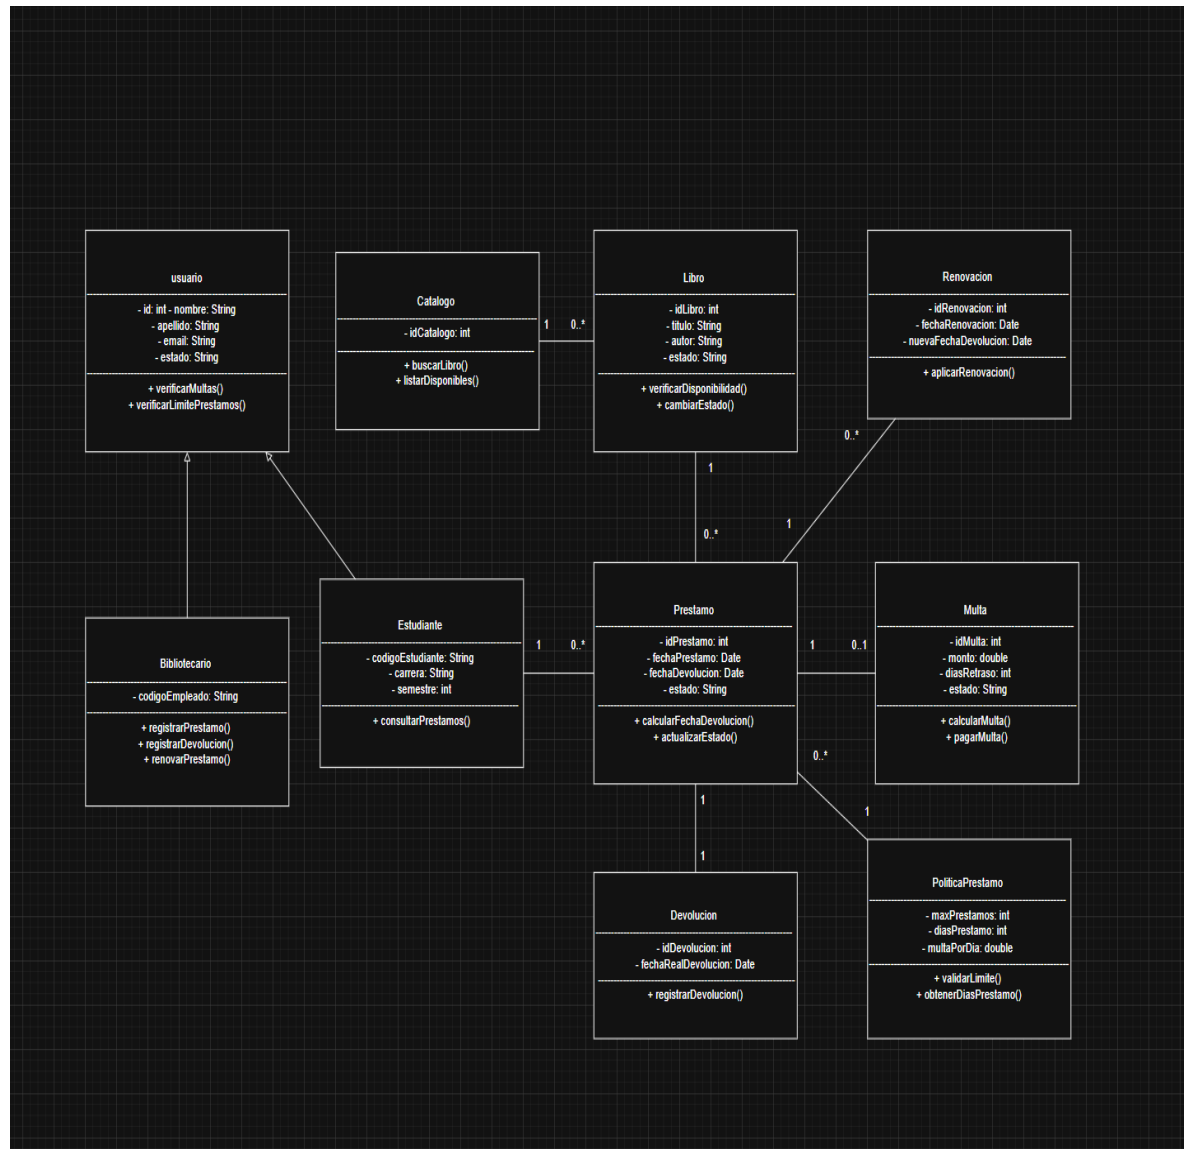 usuario
- id: int - nombre: String
- apellido: String
- email: String
- estado: String
+ verificarMultas()
+ verificarLimitePrestamos()
Catalogo
- idCatalogo: int
+ buscarLibro()
+ listarDisponibles()
1
0..*
Libro
- idLibro: int
- titulo: String
- autor: String
- estado: String
+ verificarDisponibilidad()
+ cambiarEstado()
Renovacion
- idRenovacion: int
- fechaRenovacion: Date
- nuevaFechaDevolucion: Date
+ aplicarRenovacion()
0..*
1
1
0..*
Bibliotecario
- codigoEmpleado: String
+ registrarPrestamo()
+ registrarDevolucion()
+ renovarPrestamo()
Estudiante
- codigoEstudiante: String
- carrera: String
- semestre: int
+ consultarPrestamos()
1
0..*
Prestamo
- idPrestamo: int
- fechaPrestamo: Date
- fechaDevolucion: Date
- estado: String
+ calcularFechaDevolucion()
+ actualizarEstado()
1
0..1
Multa
- idMulta: int
- monto: double
- diasRetraso: int
- estado: String
+ calcularMulta()
+ pagarMulta()
0..*
1
1
1
Devolucion
- idDevolucion: int
- fechaRealDevolucion: Date
+ registrarDevolucion()
PoliticaPrestamo
- maxPrestamos: int
- diasPrestamo: int
- multaPorDia: double
+ validarLimite()
+ obtenerDiasPrestamo()